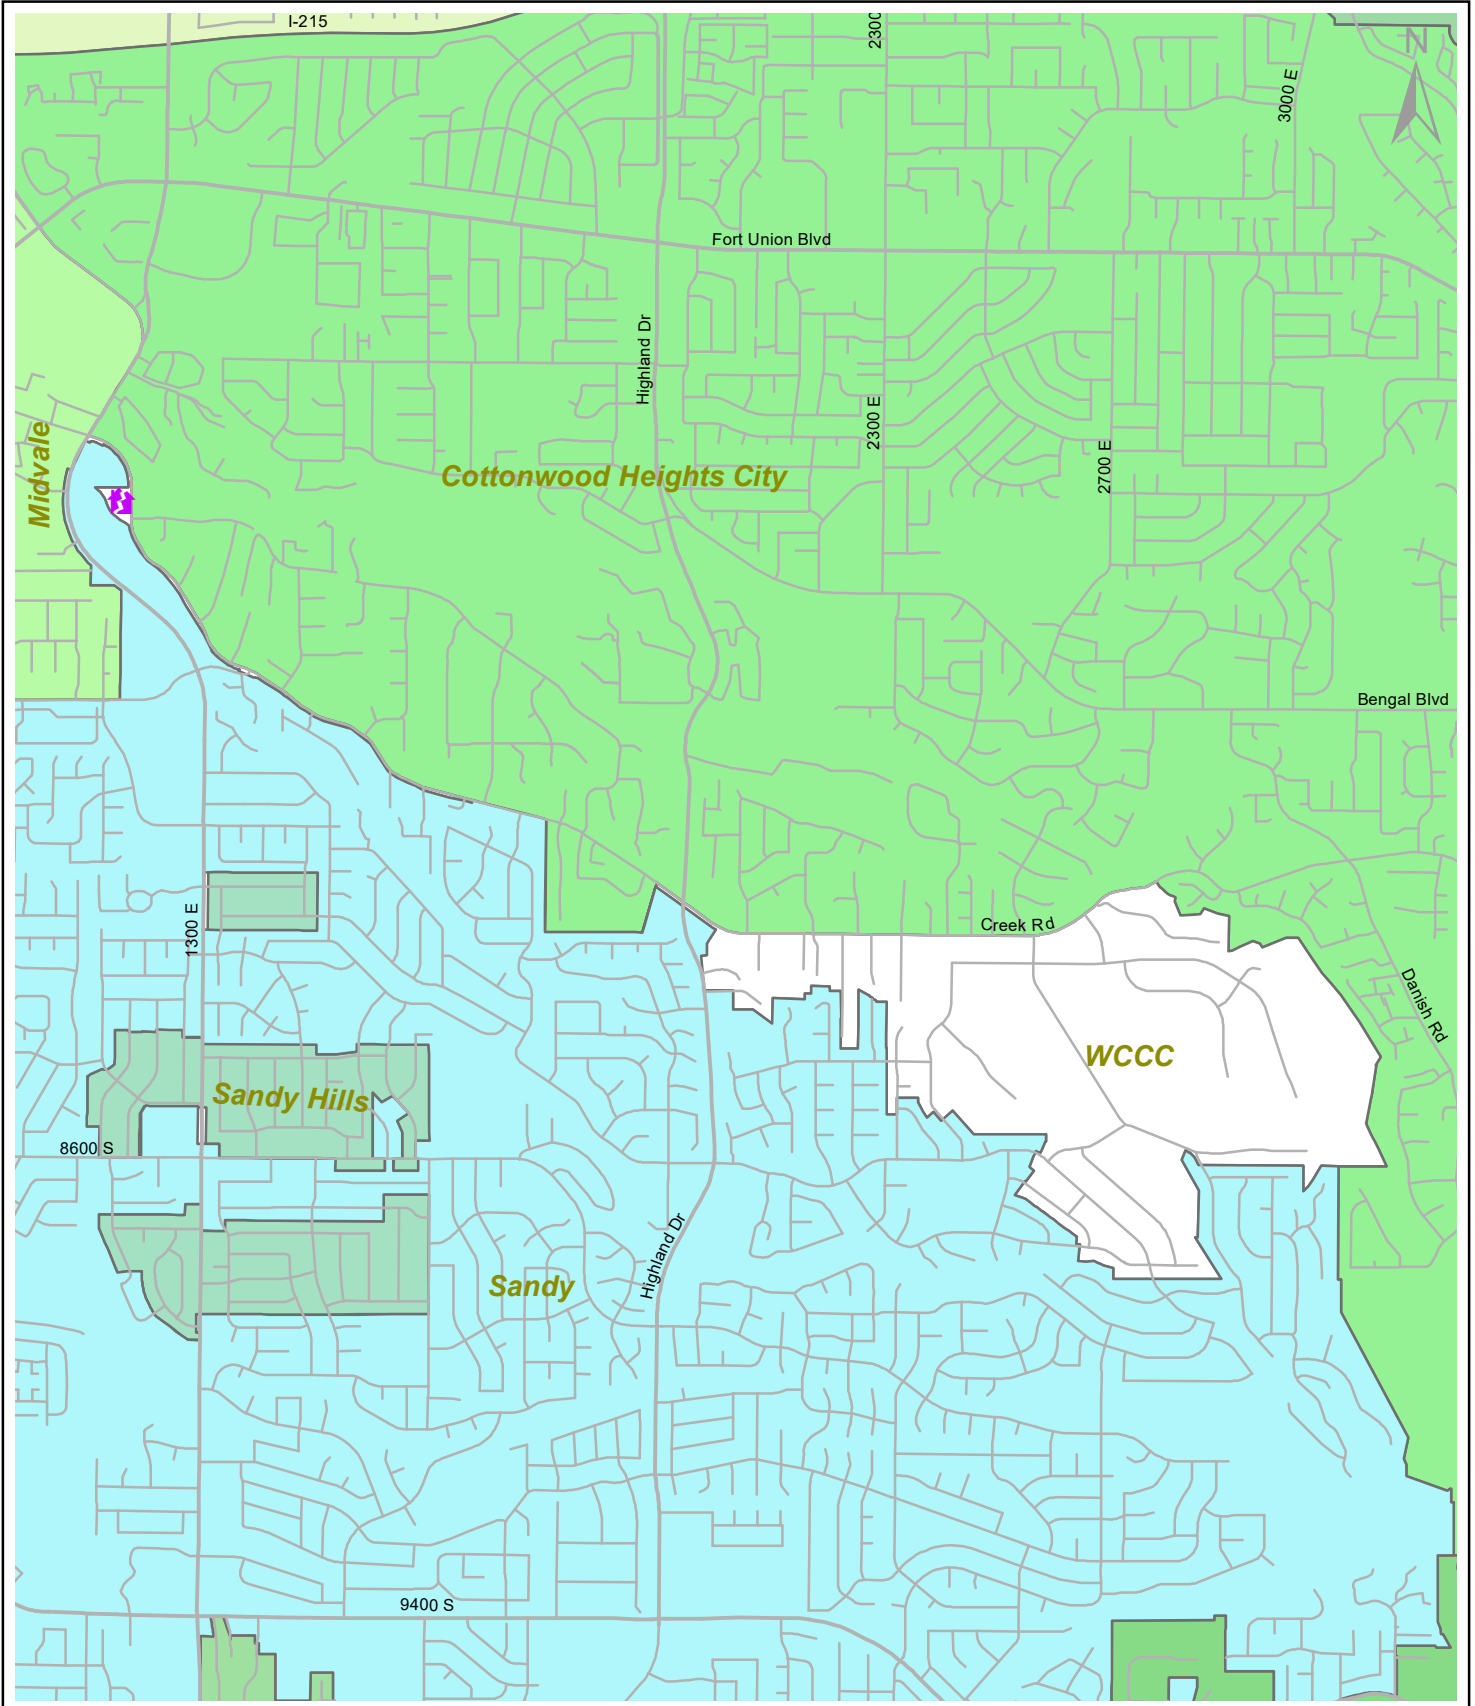 I-215
2300
3000 E
N
Fort Union Blvd
Highland Dr
2300 E
2700 E
Midvale
Cottonwood Heights City
Bengal Blvd
1300 E
Creek Rd
Danish Rd
WCCC
Sandy Hills
8600 S
Highland Dr
Sandy
9400 S